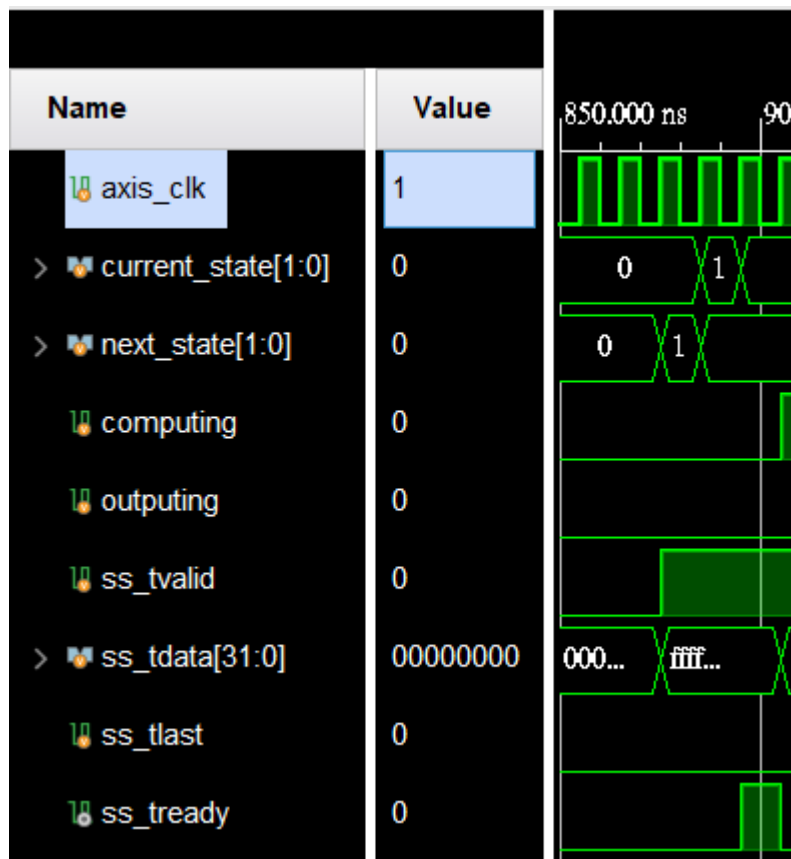 Name Value 850.000 ns 90
axis_clk 1
current_state[1:0] 0 0 1
next_state[1:0] 0 0 1
computing 0
outputing 0
ss_tvalid 0
ss_tdata[31:0] 00000000 000... ffff...
ss_tlast 0
ss_tready 0